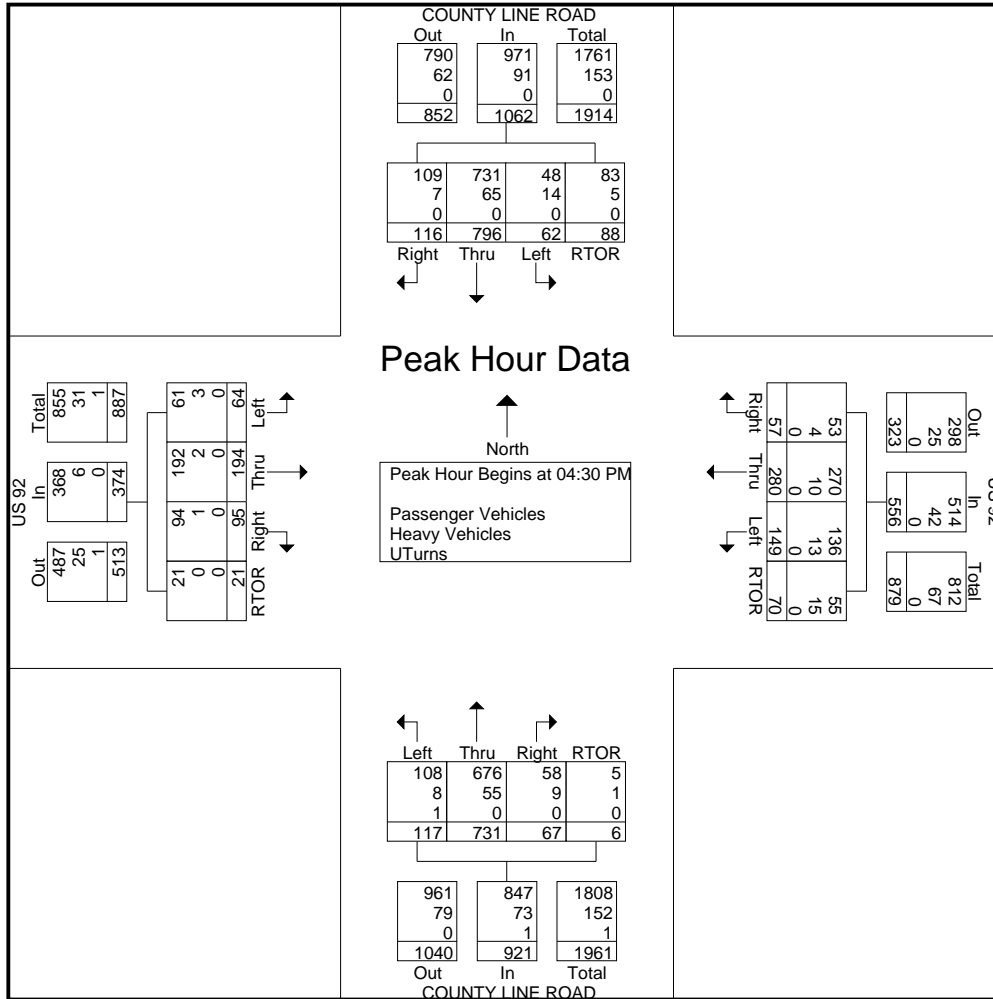 COUNTY LINE ROAD
Out In Total
790 971 1761
62 91 153
0 0 0
852 1062 1914
109 731 48 83
7 65 14 5
0 0 0 0
116 796 62 88
Right Thru Left RTOR
Peak Hour Data
North
Peak Hour Begins at 04:30 PM
Passenger Vehicles
Heavy Vehicles
UTurns
US 92
Out In Total
487 368 855
25 6 31
1 0 1
513 374 887
RTOR Right Thru Left
21 94 192 61
0 1 2 3
0 0 0 0
21 95 194 64
Right Thru Left RTOR
53 270 136 55
4 10 13 15
0 0 0 0
57 280 149 70
Out In Total
298 514 812
25 42 67
0 0 0
323 556 879
Left Thru Right RTOR
108 676 58 5
8 55 9 1
1 0 0 0
117 731 67 6
961 847 1808
79 73 152
0 1 1
1040 921 1961
Out In Total
COUNTY LINE ROAD